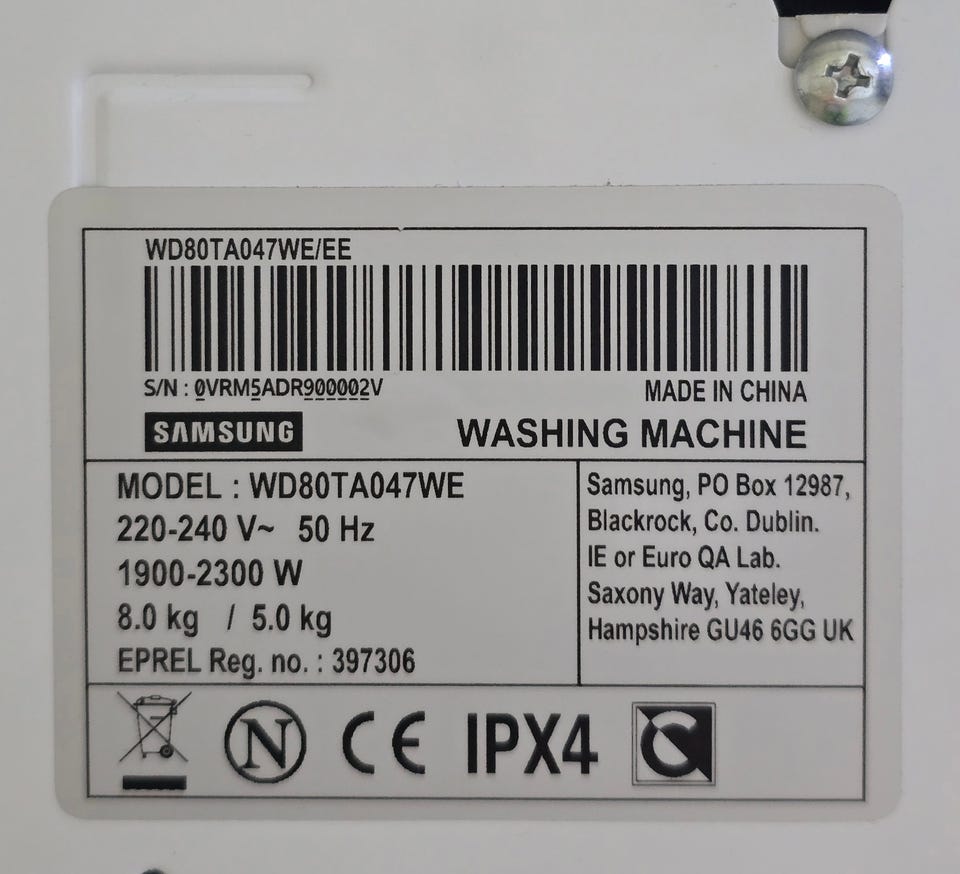 WD80TA047WE/EE
S/N : 0VRM5ADR900002V
MADE IN CHINA
SAMSUNG
WASHING MACHINE
MODEL : WD80TA047WE
220-240 V~ 50 Hz
1900-2300 W
8.0 kg / 5.0 kg
EPREL Reg. no. : 397306
Samsung, PO Box 12987,
Blackrock, Co. Dublin.
IE or Euro QA Lab.
Saxony Way, Yateley,
Hampshire GU46 6GG UK
N CE IPX4